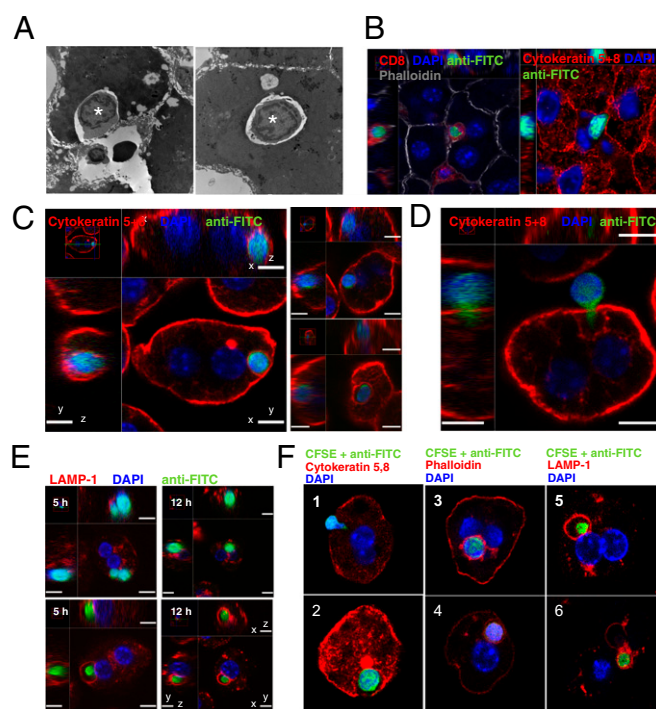 A
*
*
B
CD8 DAPI anti-FITC
Phalloidin
Cytokeratin 5+8 DAPI
anti-FITC
C
Cytokeratin 5+8 DAPI anti-FITC
z
x
y
z
y
x
D
Cytokeratin 5+8 DAPI anti-FITC
E
LAMP-1 DAPI anti-FITC
5 h
12 h
5 h
12 h
x
z
y
z
y
x
F
CFSE + anti-FITC
Cytokeratin 5,8
DAPI
CFSE + anti-FITC
Phalloidin
DAPI
CFSE + anti-FITC
LAMP-1
DAPI
1
3
5
2
4
6